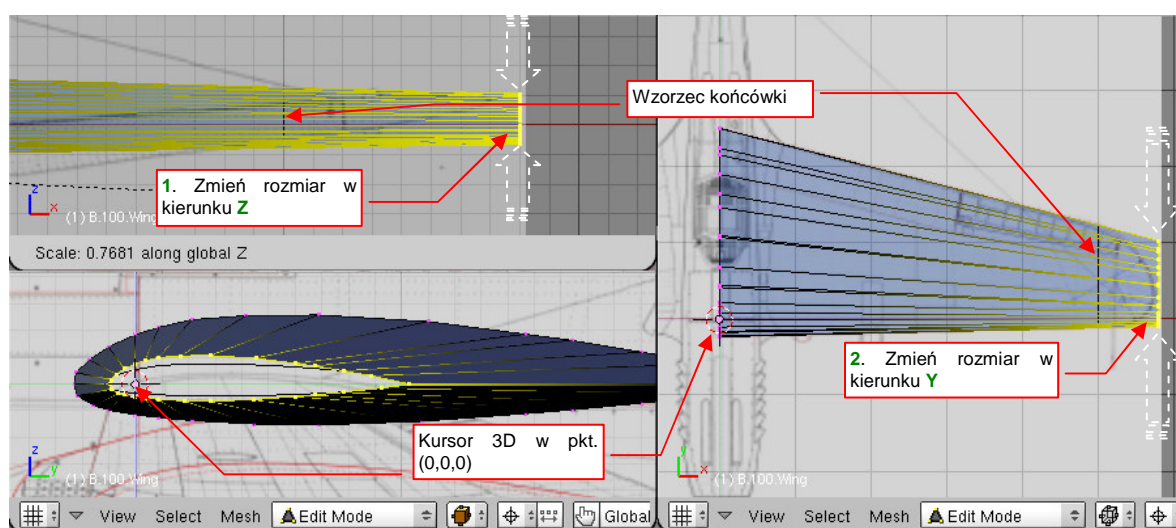 Wzorzec końcówki
1. Zmień rozmiar w
kierunku Z
z
x
(1) B.100.Wing
Scale: 0.7681 along global Z
2. Zmień rozmiar w
kierunku Y
Kursor 3D w pkt.
(0,0,0)
z
y
(1) B.100.Wing
y
x
(1) B.100.Wing
View Select Mesh Edit Mode Global
View Select Mesh Edit Mode